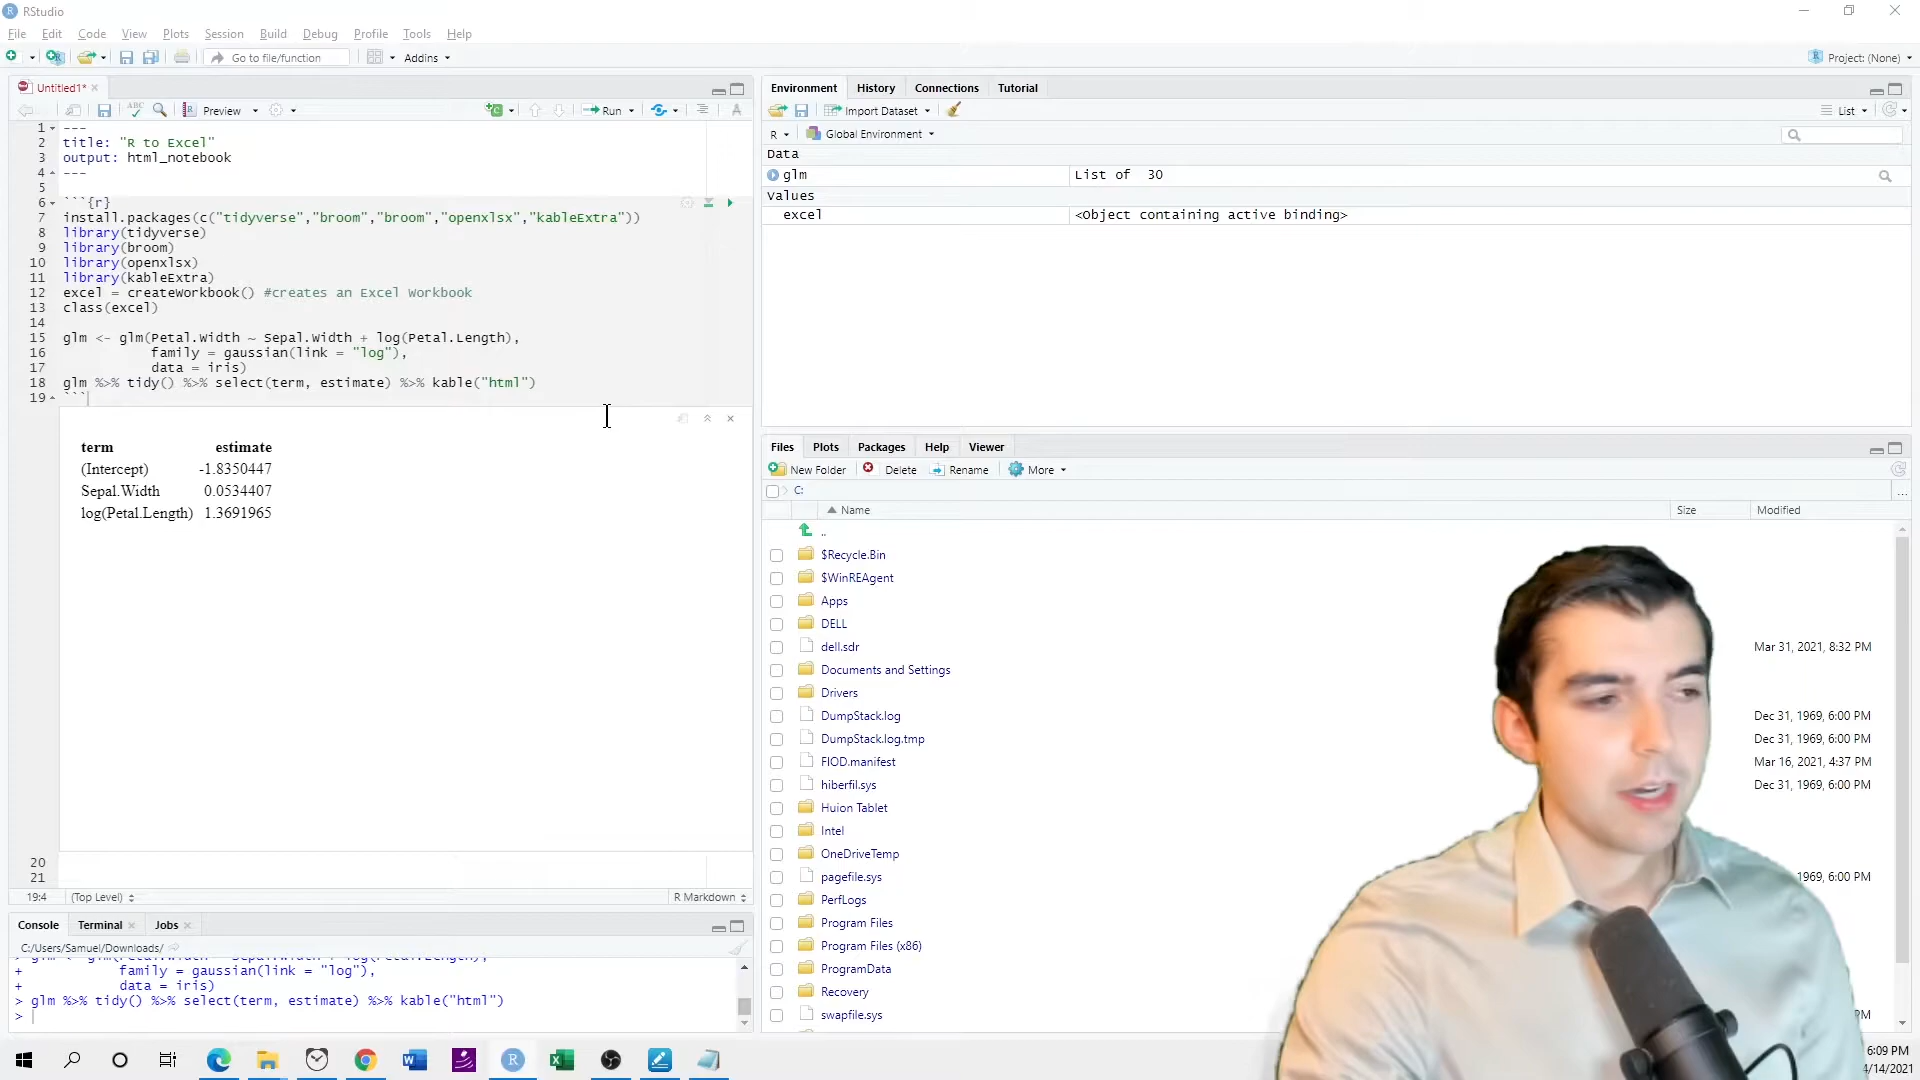 RStudio
File Edit Code View Plots Session Build Debug Profile Tools Help
Go to file/function Addins Project: (None)
Untitled1*
ABC Preview Run
1 ---
2 title: "R to Excel"
3 output: html_notebook
4 ---
5
6 ```{r}
7 install.packages(c("tidyverse","broom","broom","openxlsx","kableExtra"))
8 library(tidyverse)
9 library(broom)
10 library(openxlsx)
11 library(kableExtra)
12 excel = createWorkbook() #creates an Excel Workbook
13 class(excel)
14
15 glm <- glm(Petal.Width ~ Sepal.Width + log(Petal.Length),
16 family = gaussian(link = "log"),
17 data = iris)
18 glm %>% tidy() %>% select(term, estimate) %>% kable("html")
19 ```
term estimate
(Intercept) -1.8350447
Sepal.Width 0.0534407
log(Petal.Length) 1.3691965
20
21
19:4 (Top Level) R Markdown
Console Terminal Jobs
C:/Users/Samuel/Downloads/
> glm <- glm(Petal.Width ~ Sepal.Width + log(Petal.Length),
+ family = gaussian(link = "log"),
+ data = iris)
> glm %>% tidy() %>% select(term, estimate) %>% kable("html")
>
Environment History Connections Tutorial
Import Dataset List
R Global Environment
Data
glm List of 30
Values
excel <Object containing active binding>
Files Plots Packages Help Viewer
New Folder Delete Rename More
C: ...
Name Size Modified
..
$Recycle.Bin
$WinREAgent
Apps
DELL
dell.sdr Mar 31, 2021, 8:32 PM
Documents and Settings
Drivers
DumpStack.log Dec 31, 1969, 6:00 PM
DumpStack.log.tmp Dec 31, 1969, 6:00 PM
FIOD.manifest Mar 16, 2021, 4:37 PM
hiberfil.sys Dec 31, 1969, 6:00 PM
Huion Tablet
Intel
OneDriveTemp
pagefile.sys 1969, 6:00 PM
PerfLogs
Program Files
Program Files (x86)
ProgramData
Recovery
swapfile.sys PM
6:09 PM
4/14/2021